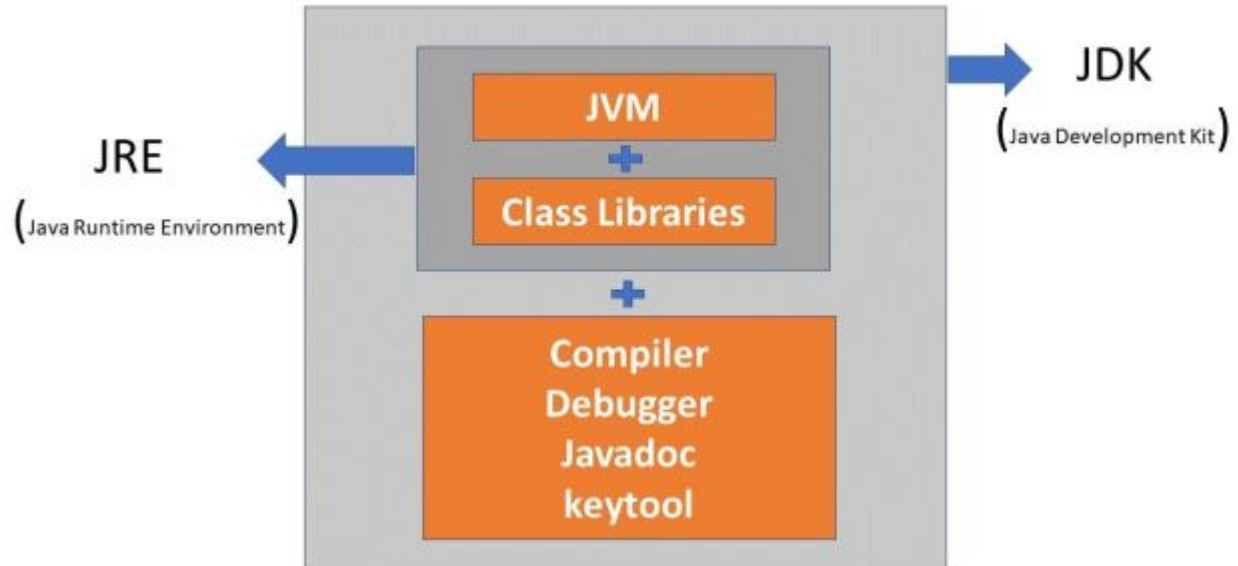 JVM
+
Class Libraries
+
Compiler
Debugger
Javadoc
keytool
JRE
(Java Runtime Environment)
JDK
(Java Development Kit)